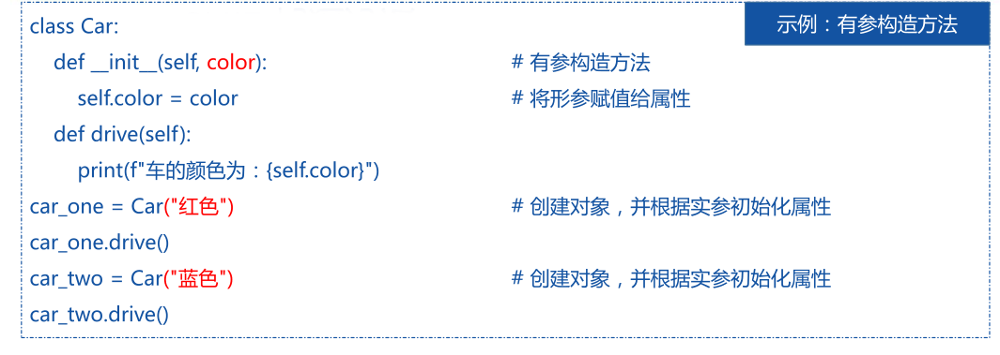 示例：有参构造方法
class Car:
    def __init__(self, color):    # 有参构造方法
        self.color = color    # 将形参赋值给属性
    def drive(self):
        print(f"车的颜色为：{self.color}")
car_one = Car("红色")    # 创建对象，并根据实参初始化属性
car_one.drive()
car_two = Car("蓝色")    # 创建对象，并根据实参初始化属性
car_two.drive()